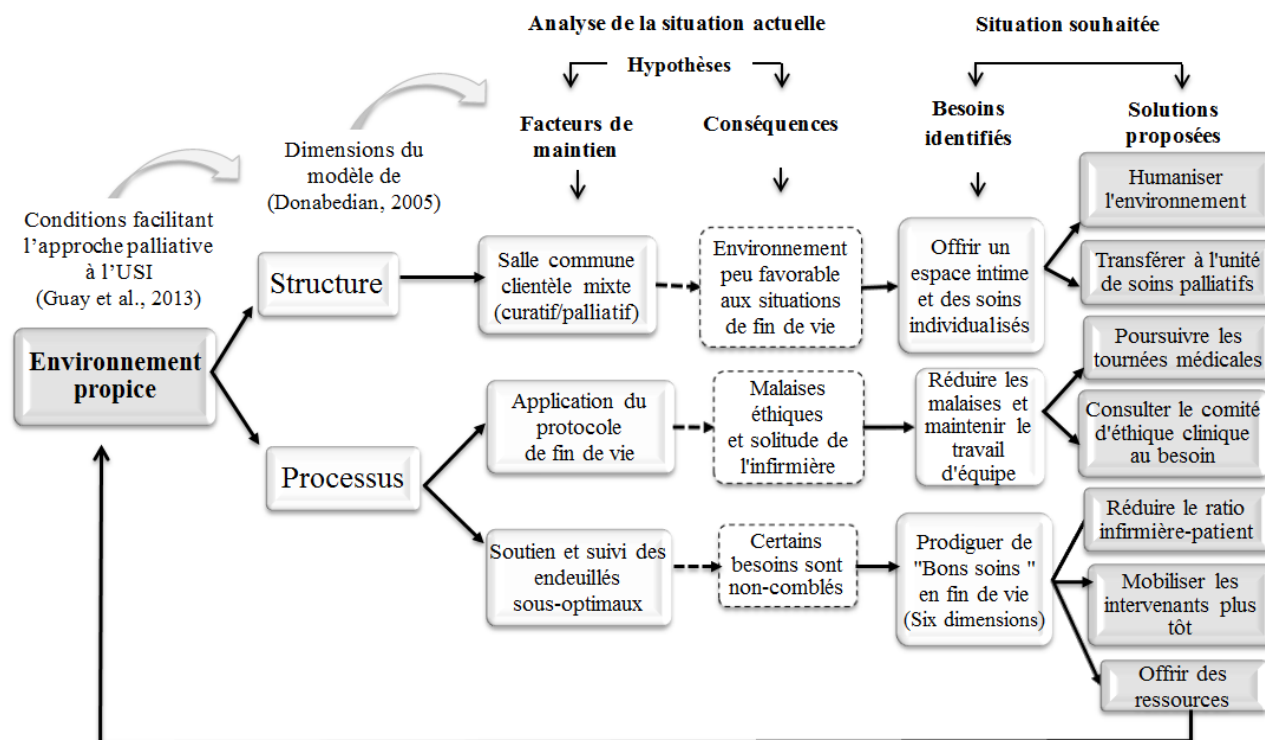 Analyse de la situation actuelle
Situation souhaitée
Hypothèses
Facteurs de
maintien
Conséquences
Besoins
identifiés
Solutions
proposées
Dimensions du
modèle de
(Donabedian, 2005)
Conditions facilitant
l’approche palliative
à l’USI
(Guay et al., 2013)
Environnement
propice
Structure
Processus
Salle commune
clientèle mixte
(curatif/palliatif)
Environnement
peu favorable
aux situations
de fin de vie
Offrir un
espace intime
et des soins
individualisés
Humaniser
l'environnement
Transférer à l'unité
de soins palliatifs
Application du
protocole
de fin de vie
Malaises
éthiques
et solitude de
l'infirmière
Réduire les
malaises et
maintenir le
travail
d'équipe
Poursuivre les
tournées médicales
Consulter le comité
d'éthique clinique
au besoin
Soutien et suivi des
endeuillés
sous-optimaux
Certains
besoins sont
non-comblés
Prodiguer de
"Bons soins "
en fin de vie
(Six dimensions)
Réduire le ratio
infirmière-patient
Mobiliser les
intervenants plus
tôt
Offrir des
ressources